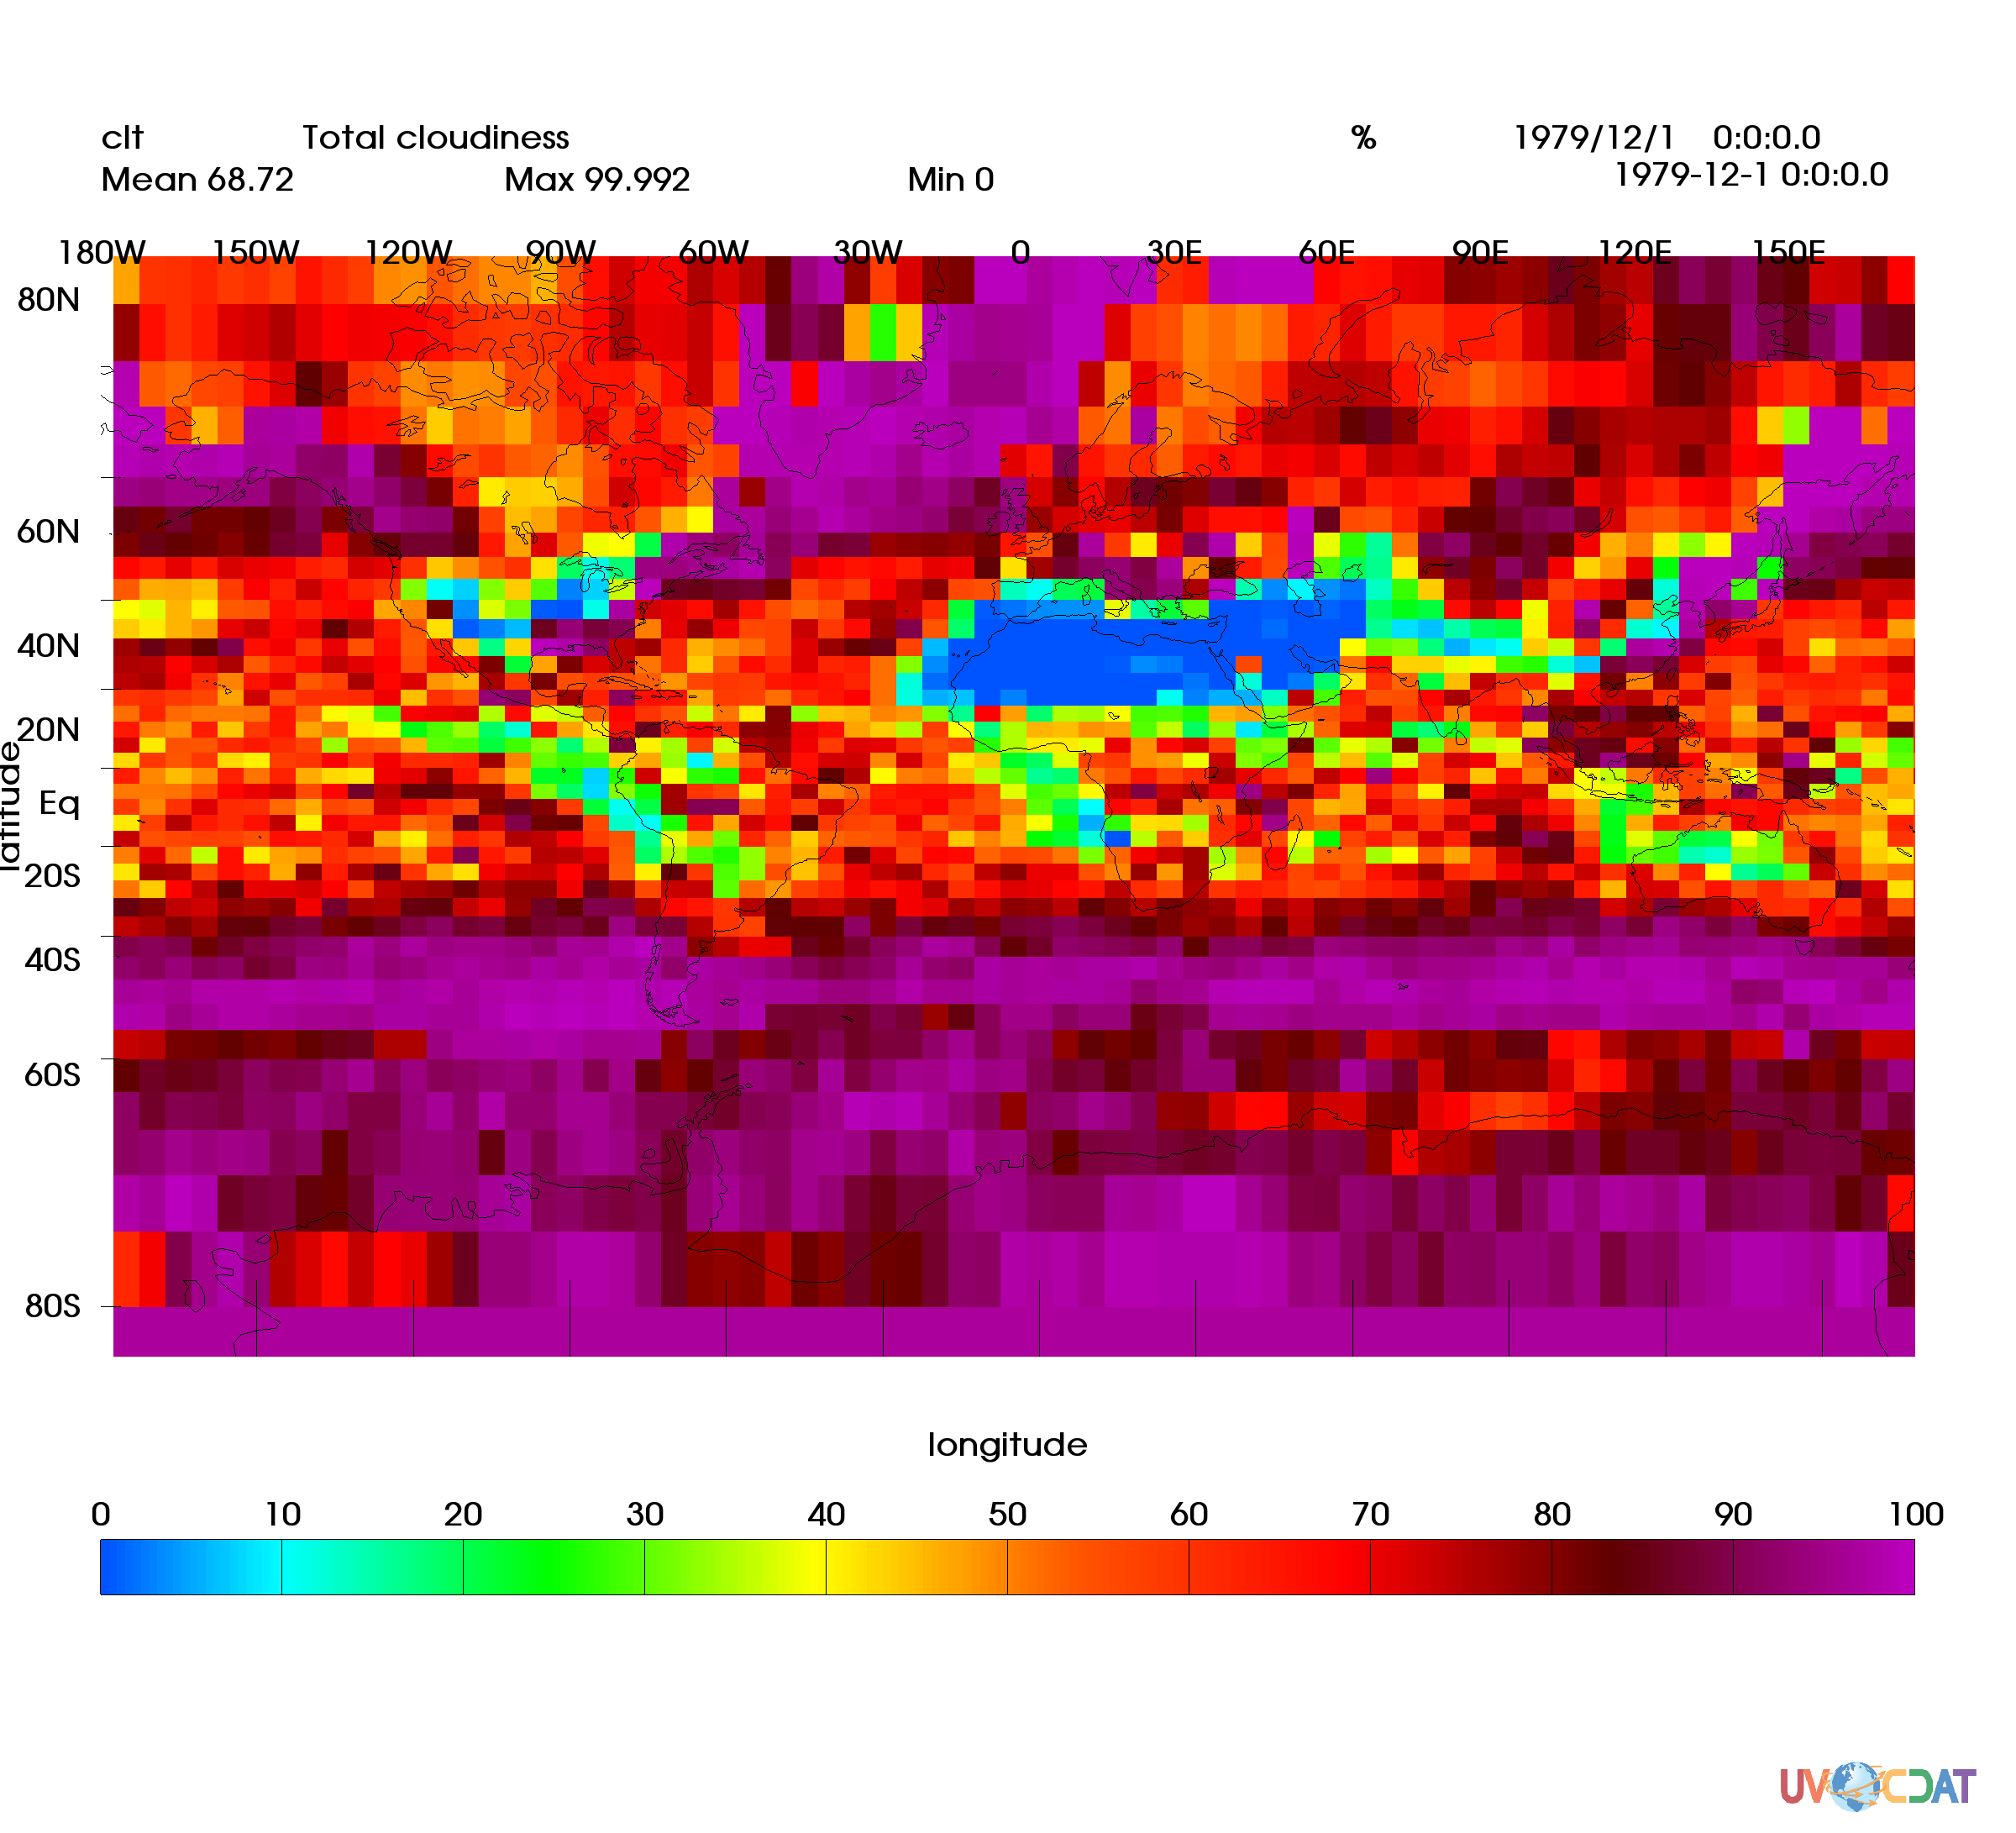 clt Total cloudiness % 1979/12/1 0:0:0.0
Mean 68.72 Max 99.992 Min 0 1979-12-1 0:0:0.0
180W 150W 120W 90W 60W 30W 0 30E 60E 90E 120E 150E
80N
60N
40N
20N
latitude
Eq
20S
40S
60S
80S
longitude
0 10 20 30 40 50 60 70 80 90 100
UV CDAT